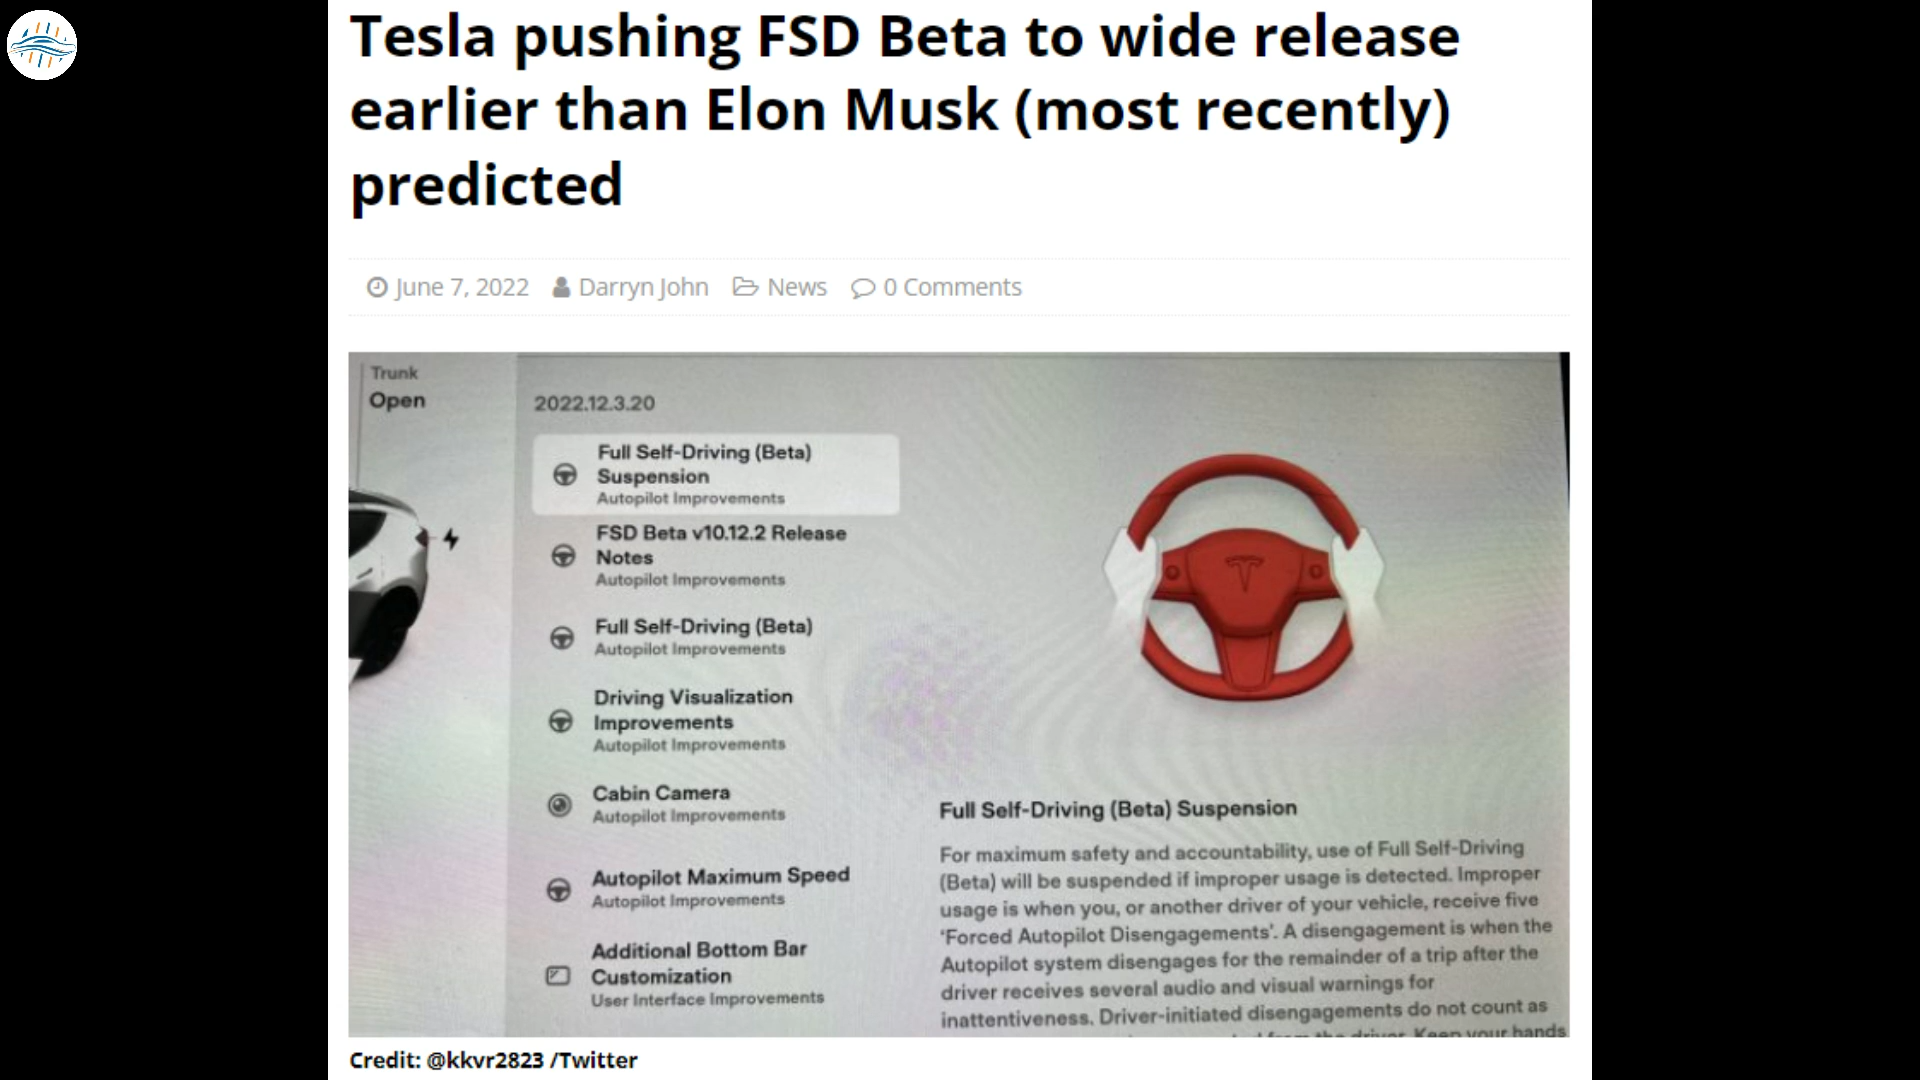 Tesla pushing FSD Beta to wide release
earlier than Elon Musk (most recently)
predicted
June 7, 2022 Darryn John News 0 Comments
Trunk
Open
2022.12.3.20
Full Self-Driving (Beta)
Suspension
Autopilot Improvements
FSD Beta v10.12.2 Release
Notes
Autopilot Improvements
Full Self-Driving (Beta)
Autopilot Improvements
Driving Visualization
Improvements
Autopilot Improvements
Cabin Camera
Autopilot Improvements
Autopilot Maximum Speed
Autopilot Improvements
Additional Bottom Bar
Customization
User Interface Improvements
Full Self-Driving (Beta) Suspension
For maximum safety and accountability, use of Full Self-Driving
(Beta) will be suspended if improper usage is detected. Improper
usage is when you, or another driver of your vehicle, receive five
'Forced Autopilot Disengagements'. A disengagement is when the
Autopilot system disengages for the remainder of a trip after the
driver receives several audio and visual warnings for
inattentiveness. Driver-initiated disengagements do not count as
from the driver. Keep your hands
Credit: @kkvr2823 /Twitter